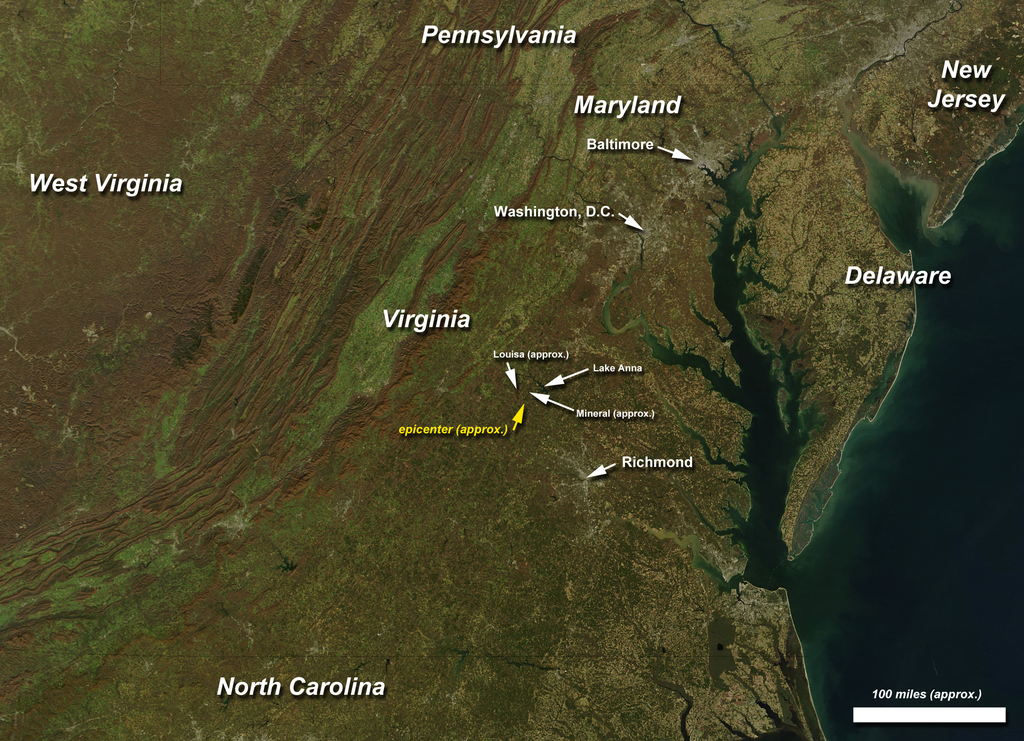 Pennsylvania
New
Jersey
Maryland
Baltimore
West Virginia
Washington, D.C.
Delaware
Virginia
Louisa (approx.)
Lake Anna
Mineral (approx.)
epicenter (approx.)
Richmond
North Carolina
100 miles (approx.)